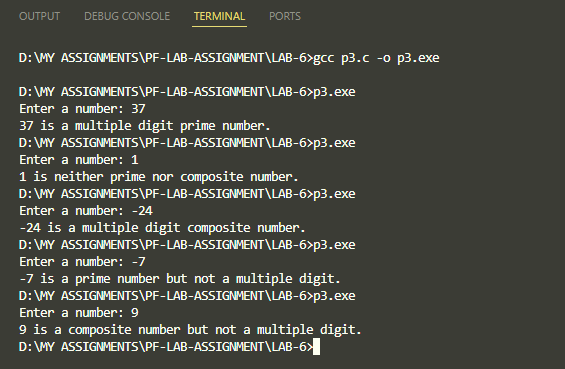 OUTPUT DEBUG CONSOLE TERMINAL PORTS
D:\MY ASSIGNMENTS\PF-LAB-ASSIGNMENT\LAB-6>gcc p3.c -o p3.exe
D:\MY ASSIGNMENTS\PF-LAB-ASSIGNMENT\LAB-6>p3.exe
Enter a number: 37
37 is a multiple digit prime number.
D:\MY ASSIGNMENTS\PF-LAB-ASSIGNMENT\LAB-6>p3.exe
Enter a number: 1
1 is neither prime nor composite number.
D:\MY ASSIGNMENTS\PF-LAB-ASSIGNMENT\LAB-6>p3.exe
Enter a number: -24
-24 is a multiple digit composite number.
D:\MY ASSIGNMENTS\PF-LAB-ASSIGNMENT\LAB-6>p3.exe
Enter a number: -7
-7 is a prime number but not a multiple digit.
D:\MY ASSIGNMENTS\PF-LAB-ASSIGNMENT\LAB-6>p3.exe
Enter a number: 9
9 is a composite number but not a multiple digit.
D:\MY ASSIGNMENTS\PF-LAB-ASSIGNMENT\LAB-6>